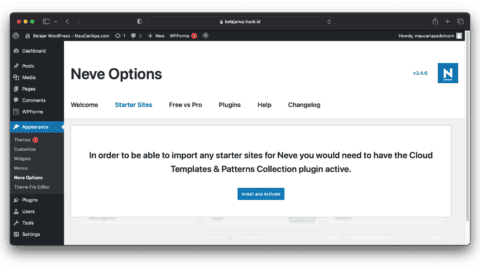 belajarwp.hack.id
Belajar WordPress - MauCariApa.com
1
0
New
WPForms
Howdy, maucariapadotcom
Dashboard
Posts
Media
Pages
Comments
WPForms
Appearance
Themes
Customize
Widgets
Menus
Neve Options
Theme File Editor
Plugins
Users
Tools
Settings
Neve Options
v3.4.6
N
Welcome
Starter Sites
Free vs Pro
Plugins
Help
Changelog
In order to be able to import any starter sites for Neve you would need to have the Cloud
Templates & Patterns Collection plugin active.
Install and Activate